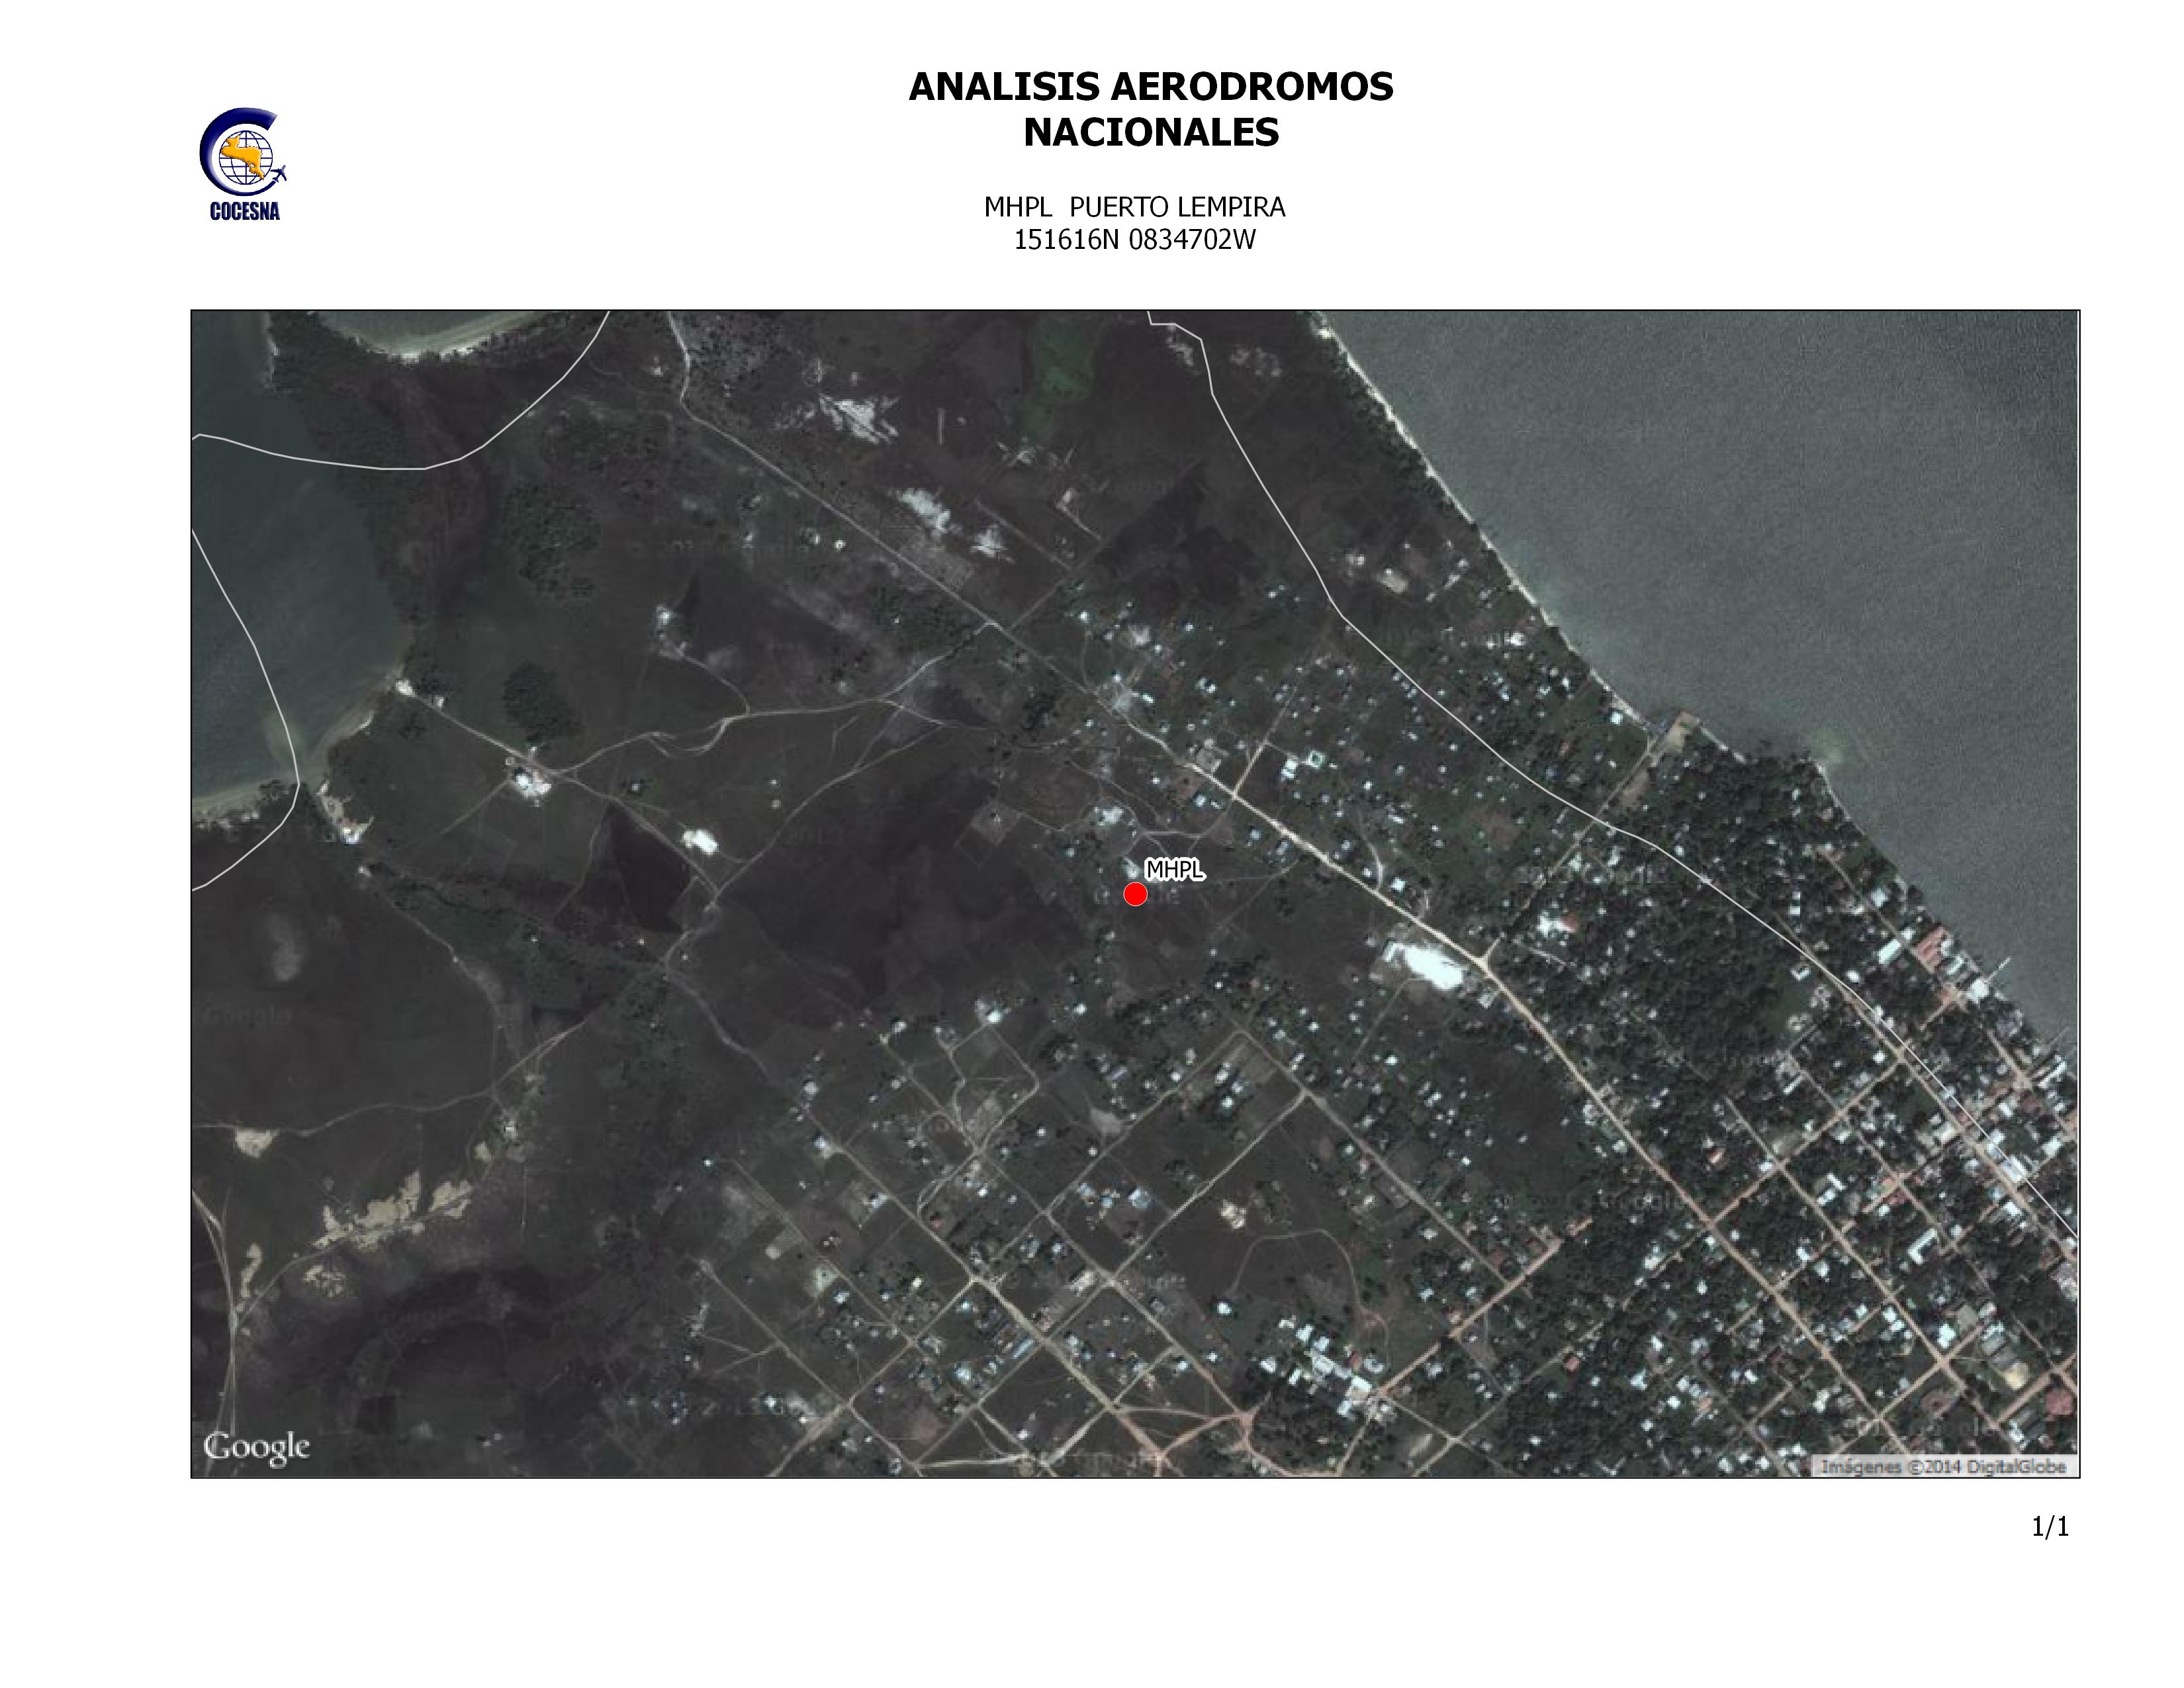 ANALISIS AERODROMOS
NACIONALES
COCESNA
MHPL  PUERTO LEMPIRA
151616N 0834702W
MHPL
Google
Imágenes ©2014 DigitalGlobe
1/1